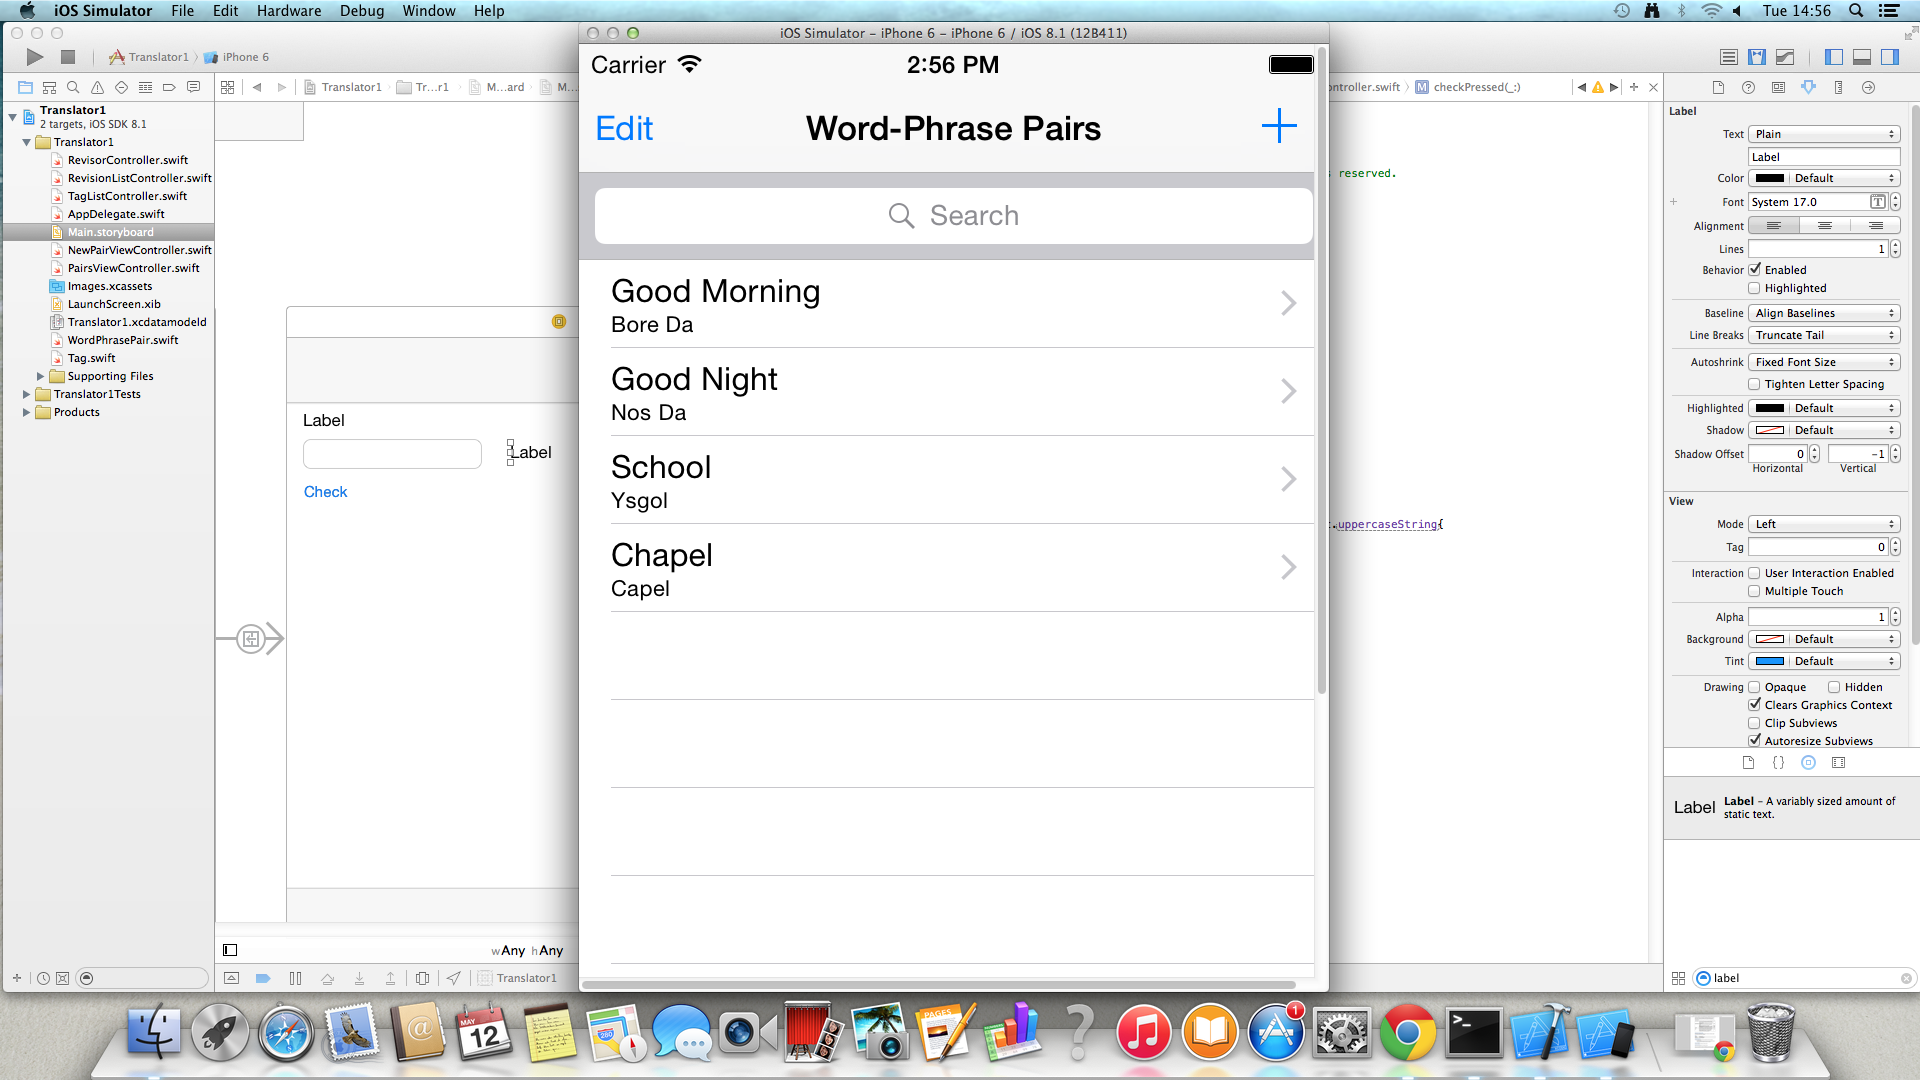 iOS Simulator File Edit Hardware Debug Window Help
Tue 14:56
iOS Simulator – iPhone 6 – iPhone 6 / iOS 8.1 (12B411)
Translator1 iPhone 6
Translator1 Tr...r1 M...ard M...
ontroller.swift M checkPressed(_:)
Translator1
2 targets, iOS SDK 8.1
Translator1
RevisorController.swift
RevisionListController.swift
TagListController.swift
AppDelegate.swift
Main.storyboard
NewPairViewController.swift
PairsViewController.swift
Images.xcassets
LaunchScreen.xib
Translator1.xcdatamodeld
WordPhrasePair.swift
Tag.swift
Supporting Files
Translator1Tests
Products
Label
Label
Check
wAny hAny
Translator1
Carrier 2:56 PM
Edit Word-Phrase Pairs
Search
Good Morning
Bore Da
Good Night
Nos Da
School
Ysgol
Chapel
Capel
s reserved.
.uppercaseString{
Label
Text Plain
Label
Color Default
Font System 17.0 T
Alignment
Lines 1
Behavior Enabled
Highlighted
Baseline Align Baselines
Line Breaks Truncate Tail
Autoshrink Fixed Font Size
Tighten Letter Spacing
Highlighted Default
Shadow Default
Shadow Offset 0 -1
Horizontal Vertical
View
Mode Left
Tag 0
Interaction User Interaction Enabled
Multiple Touch
Alpha 1
Background Default
Tint Default
Drawing Opaque Hidden
Clears Graphics Context
Clip Subviews
Autoresize Subviews
{}
Label Label – A variably sized amount of
static text.
label
MAY
12
280
PAGES
?
1
>_